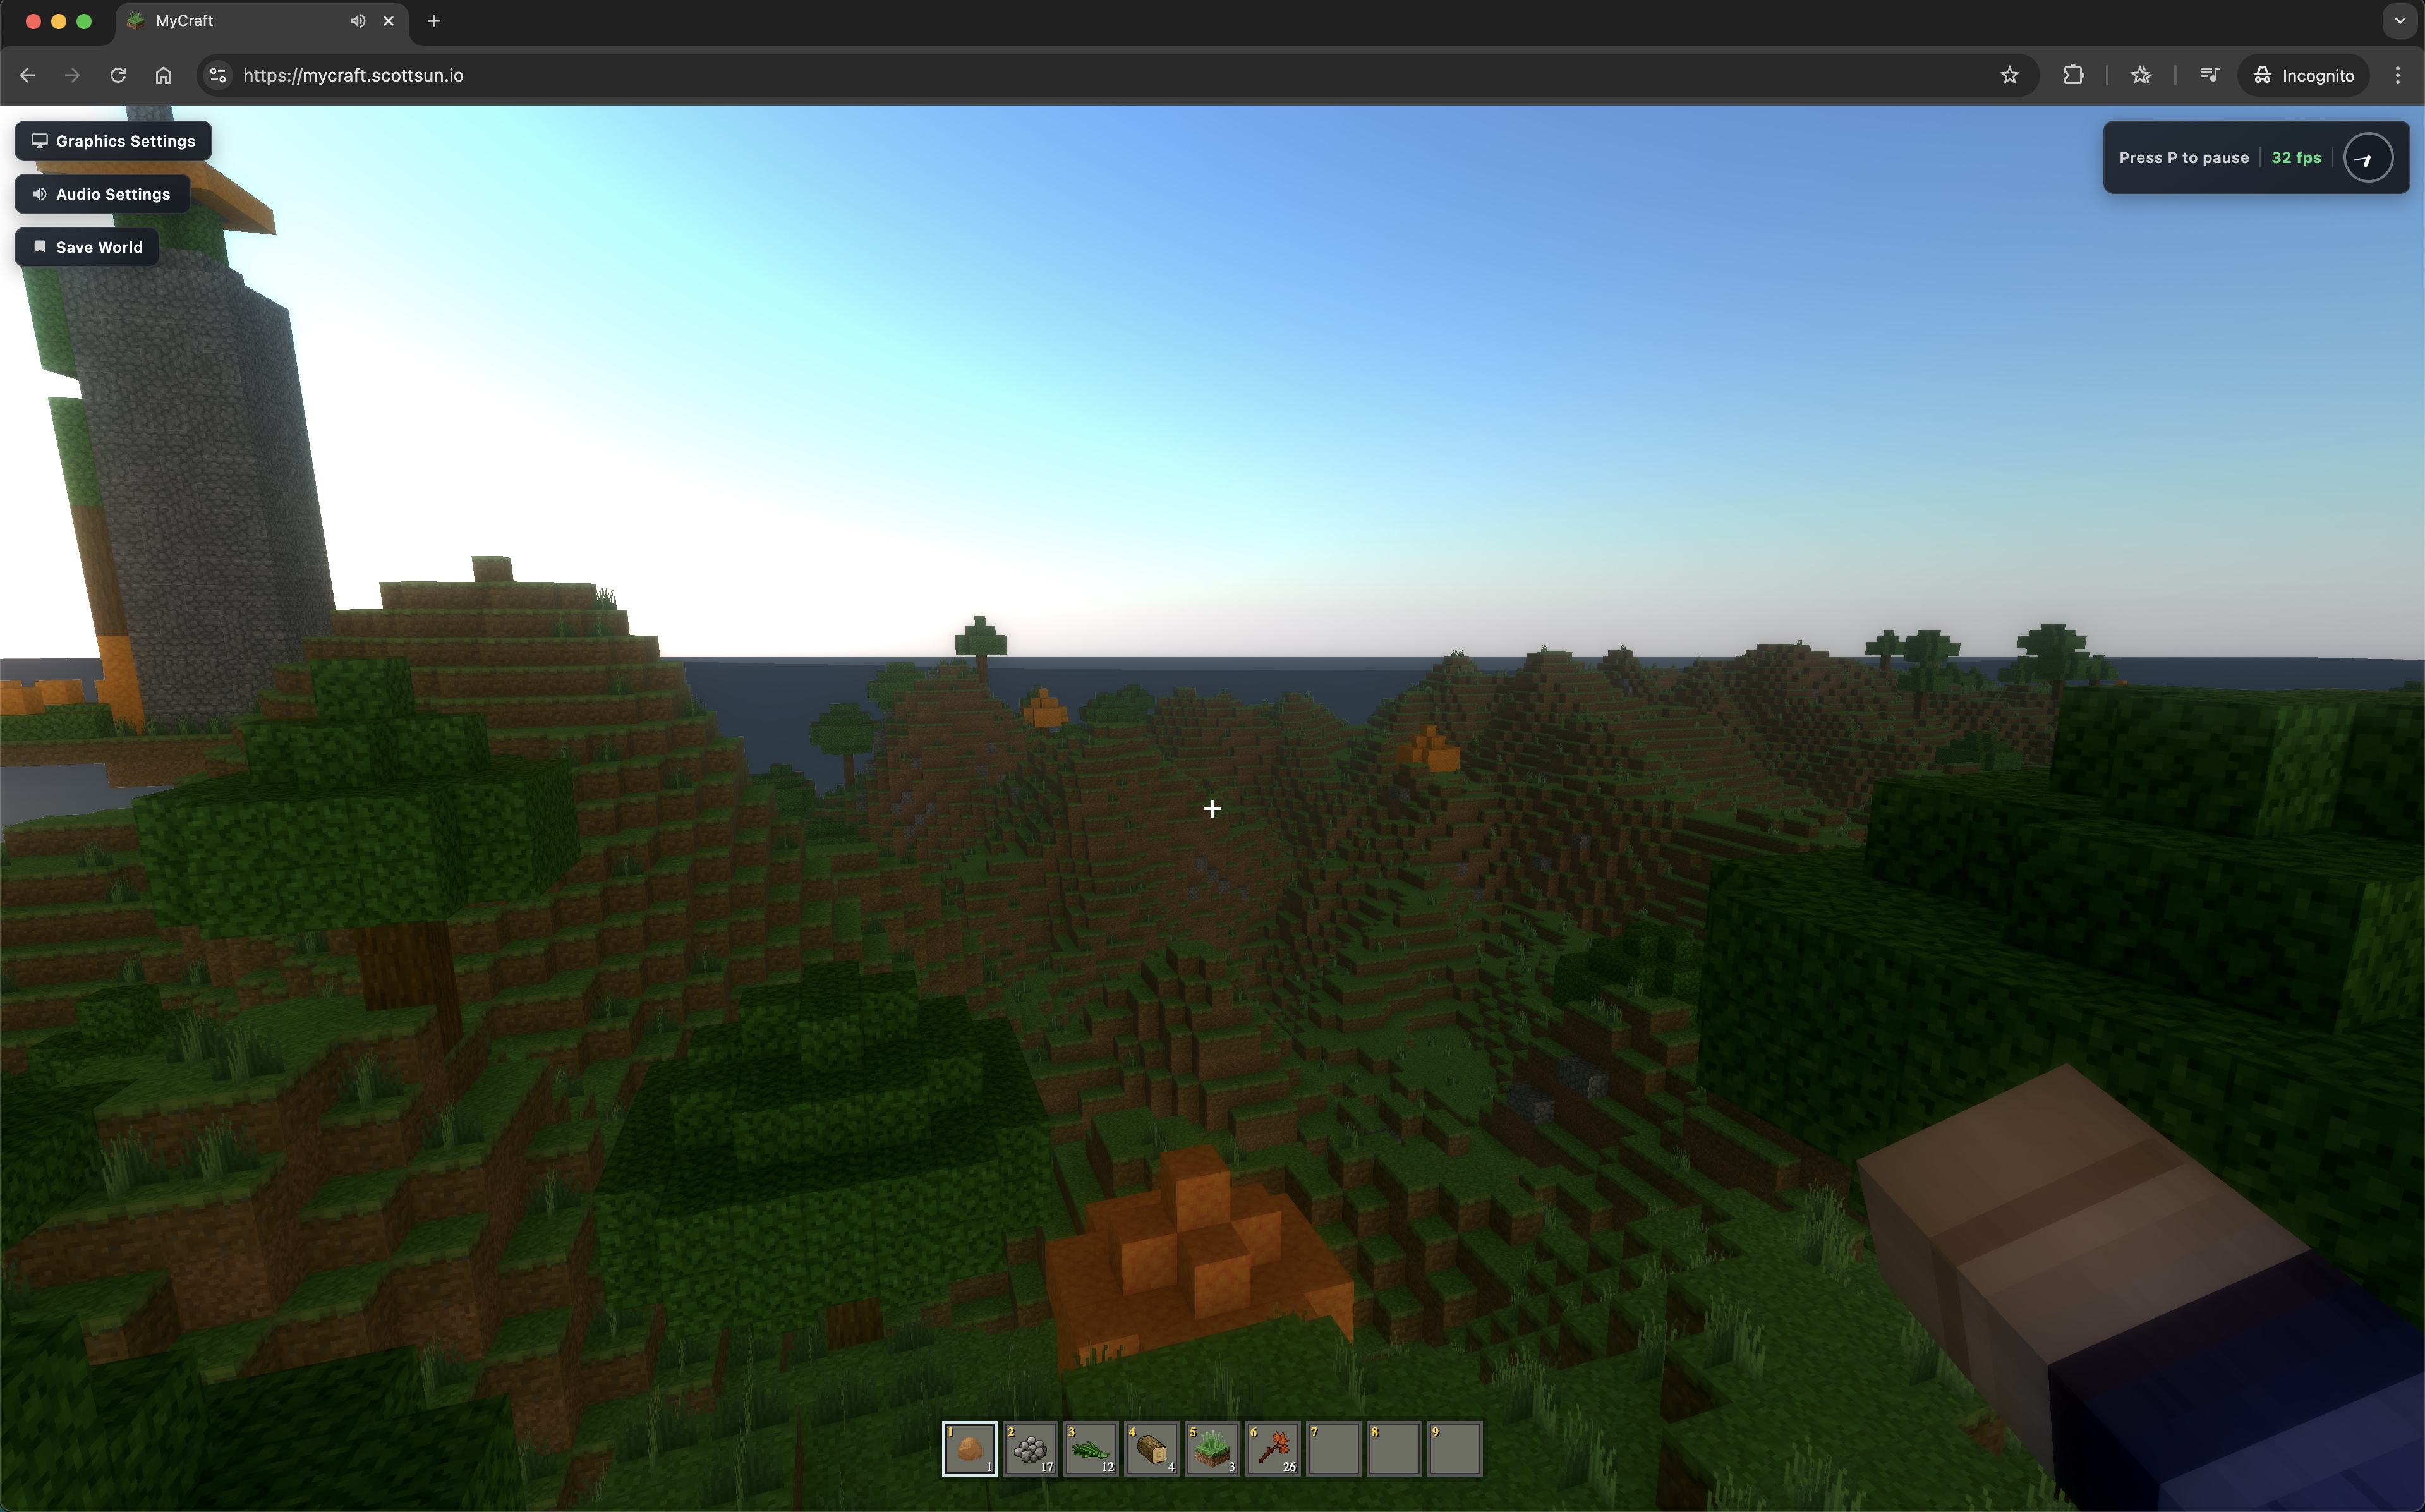 MyCraft
https://mycraft.scottsun.io
Incognito
Graphics Settings
Audio Settings
Save World
Press P to pause
32 fps
1 2 3 4 5 6 7 8 9
1 17 12 4 3 26